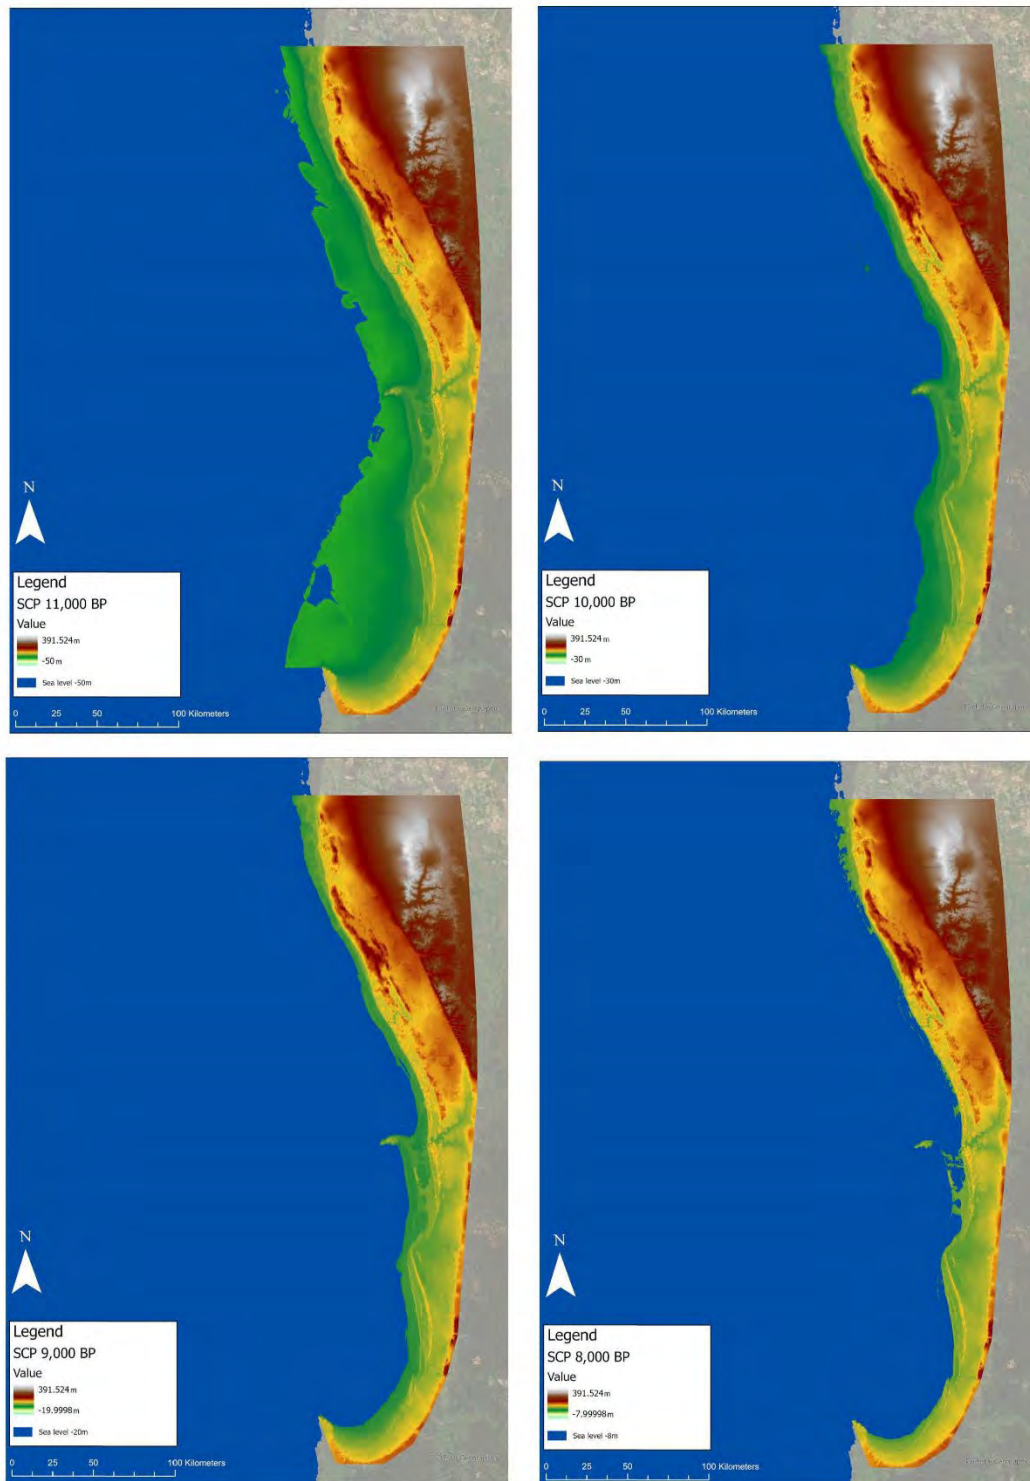 N
Legend
SCP 11,000 BP
Value
391.524m
-50m
Sea level -50m
0 25 50 100 Kilometers
N
Legend
SCP 10,000 BP
Value
391.524m
-30m
Sea level -30m
0 25 50 100 Kilometers
N
Legend
SCP 9,000 BP
Value
391.524m
-19.9998m
Sea level -20m
0 25 50 100 Kilometers
N
Legend
SCP 8,000 BP
Value
391.524m
-7.99998m
Sea level -8m
0 25 50 100 Kilometers